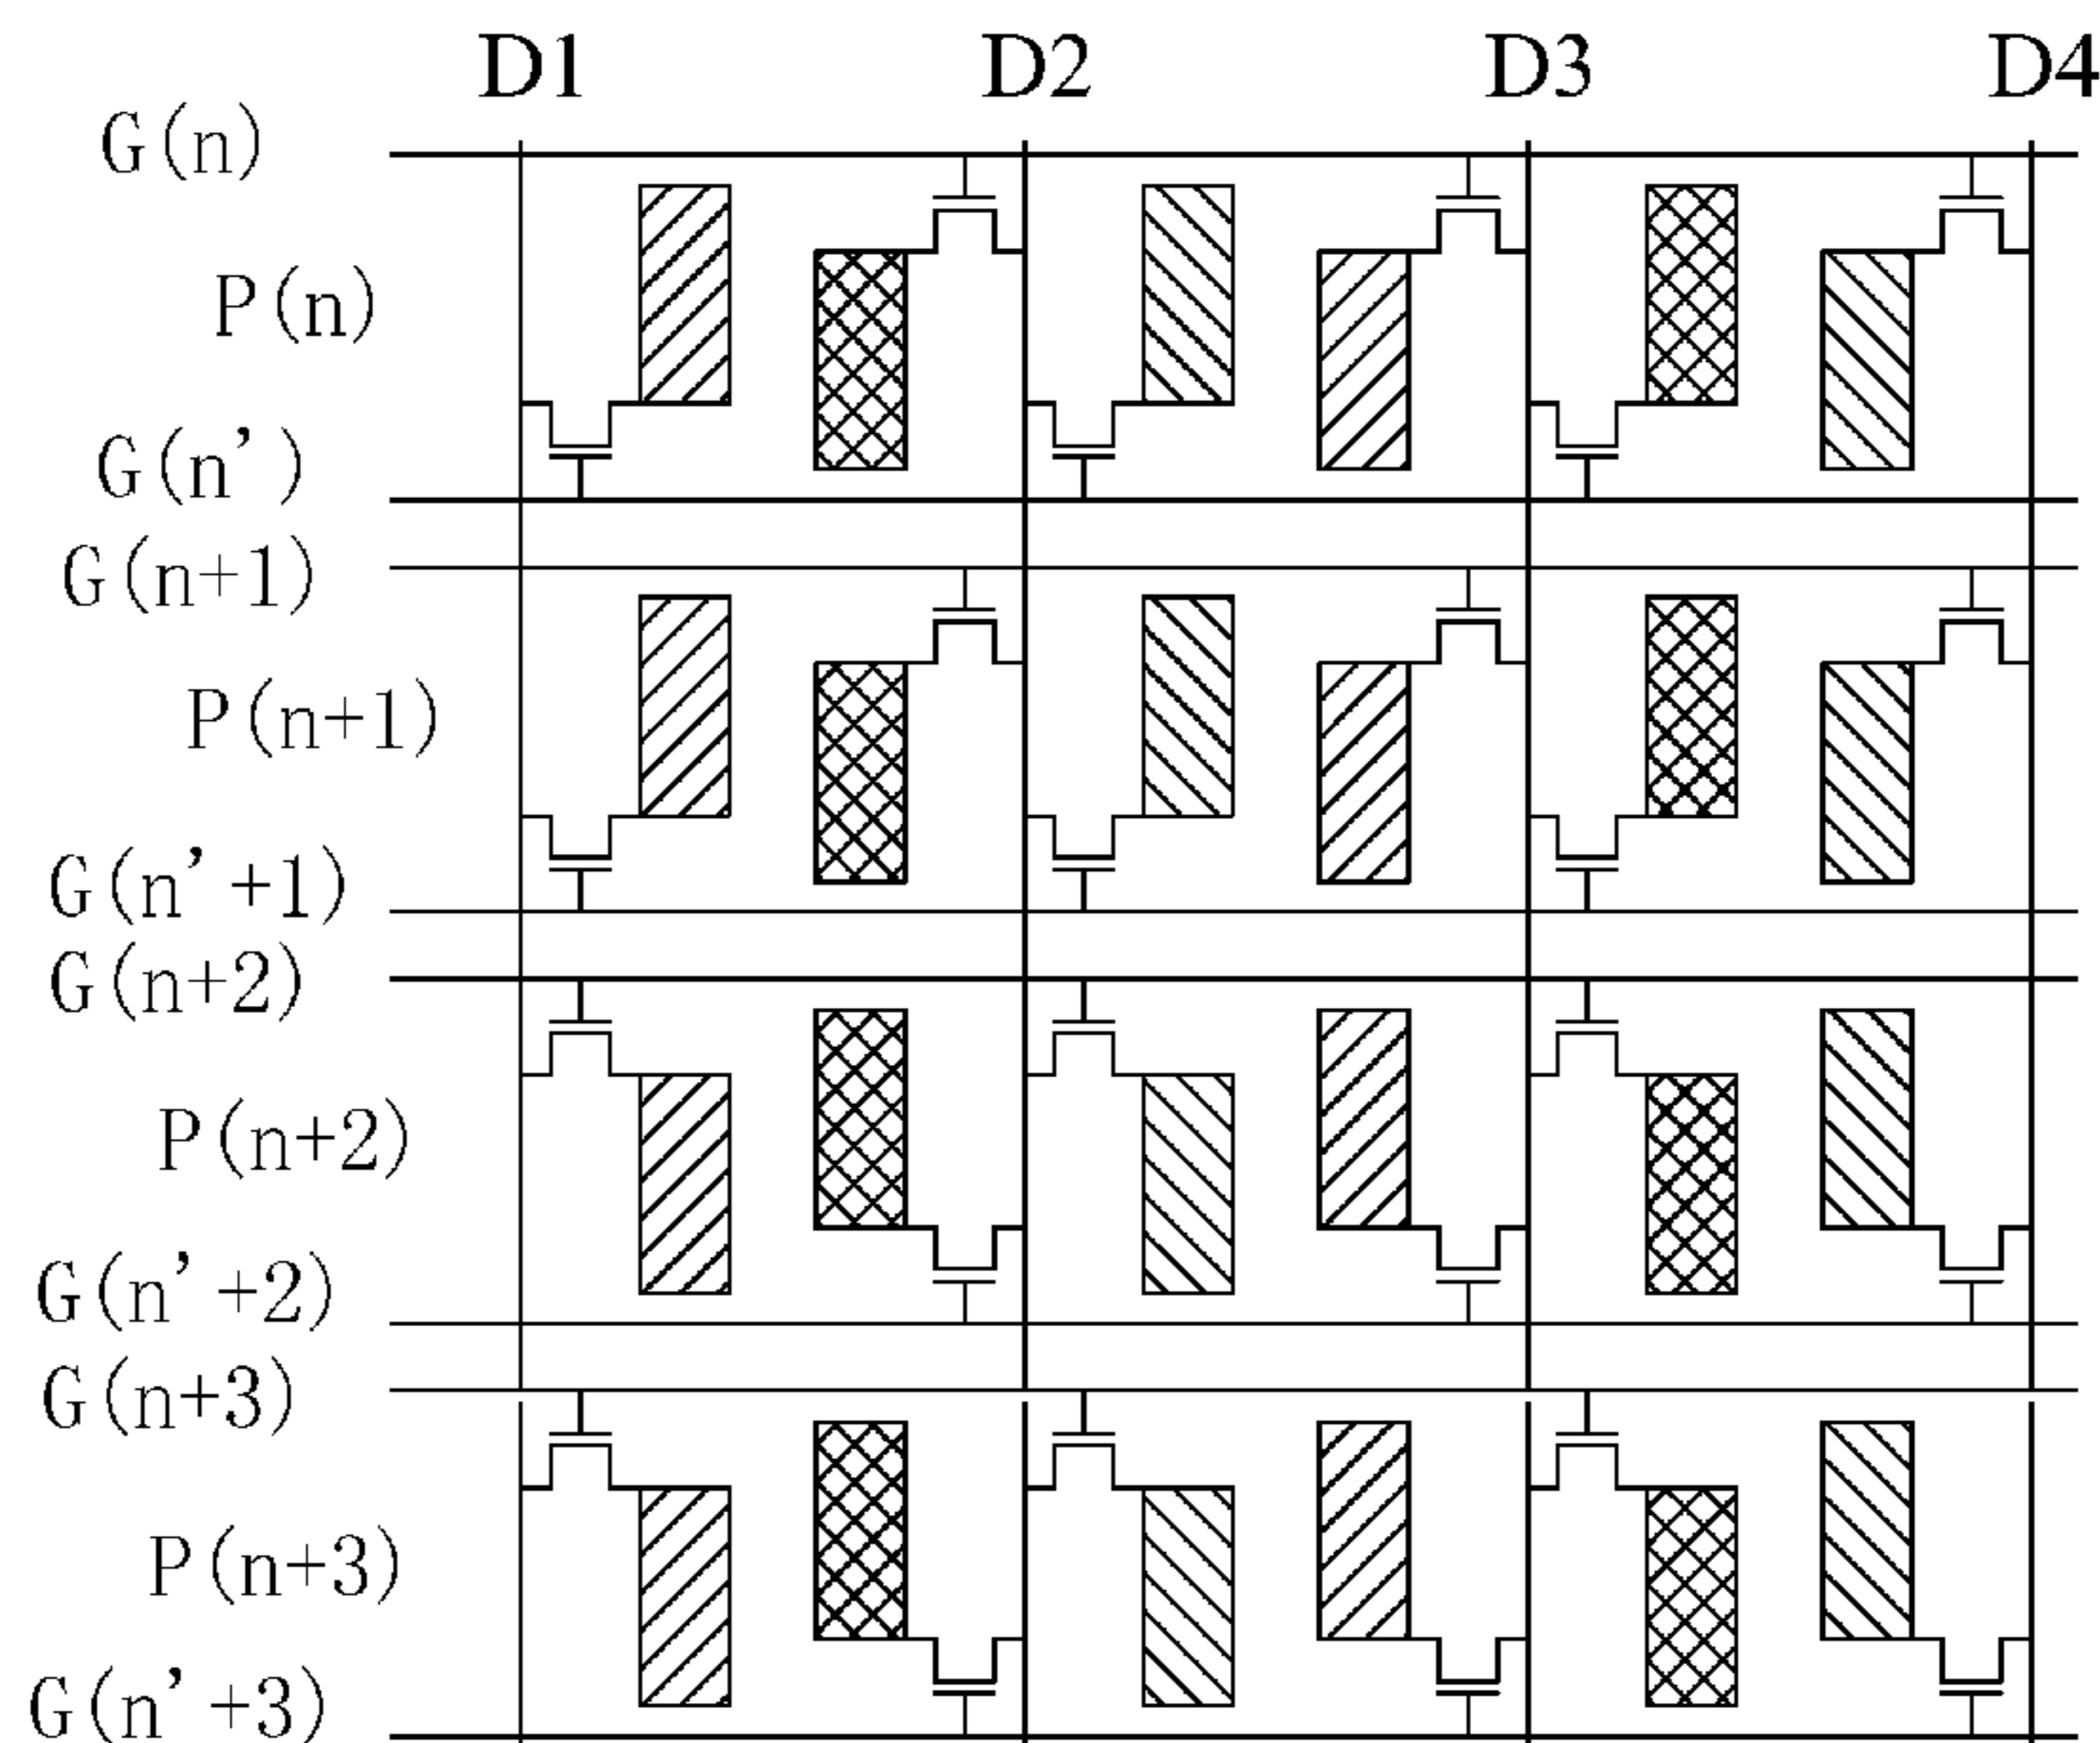 D1 D2 D3 D4
G(n)
P(n)
G(n’)
G(n+1)
P(n+1)
G(n’+1)
G(n+2)
P(n+2)
G(n’+2)
G(n+3)
P(n+3)
G(n’+3)